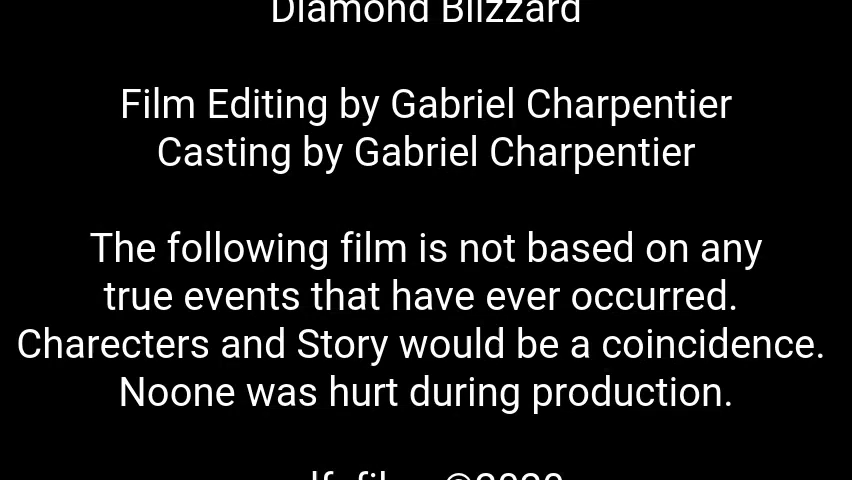 Diamond Blizzard
Film Editing by Gabriel Charpentier
Casting by Gabriel Charpentier
The following film is not based on any
true events that have ever occurred.
Charecters and Story would be a coincidence.
Noone was hurt during production.